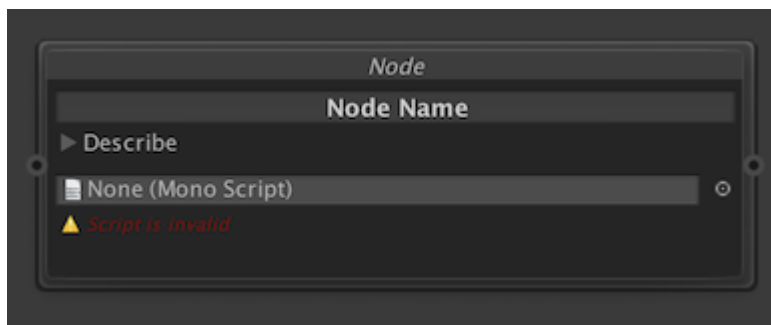 Node
Node Name
Describe
None (Mono Script)
Script is invalid